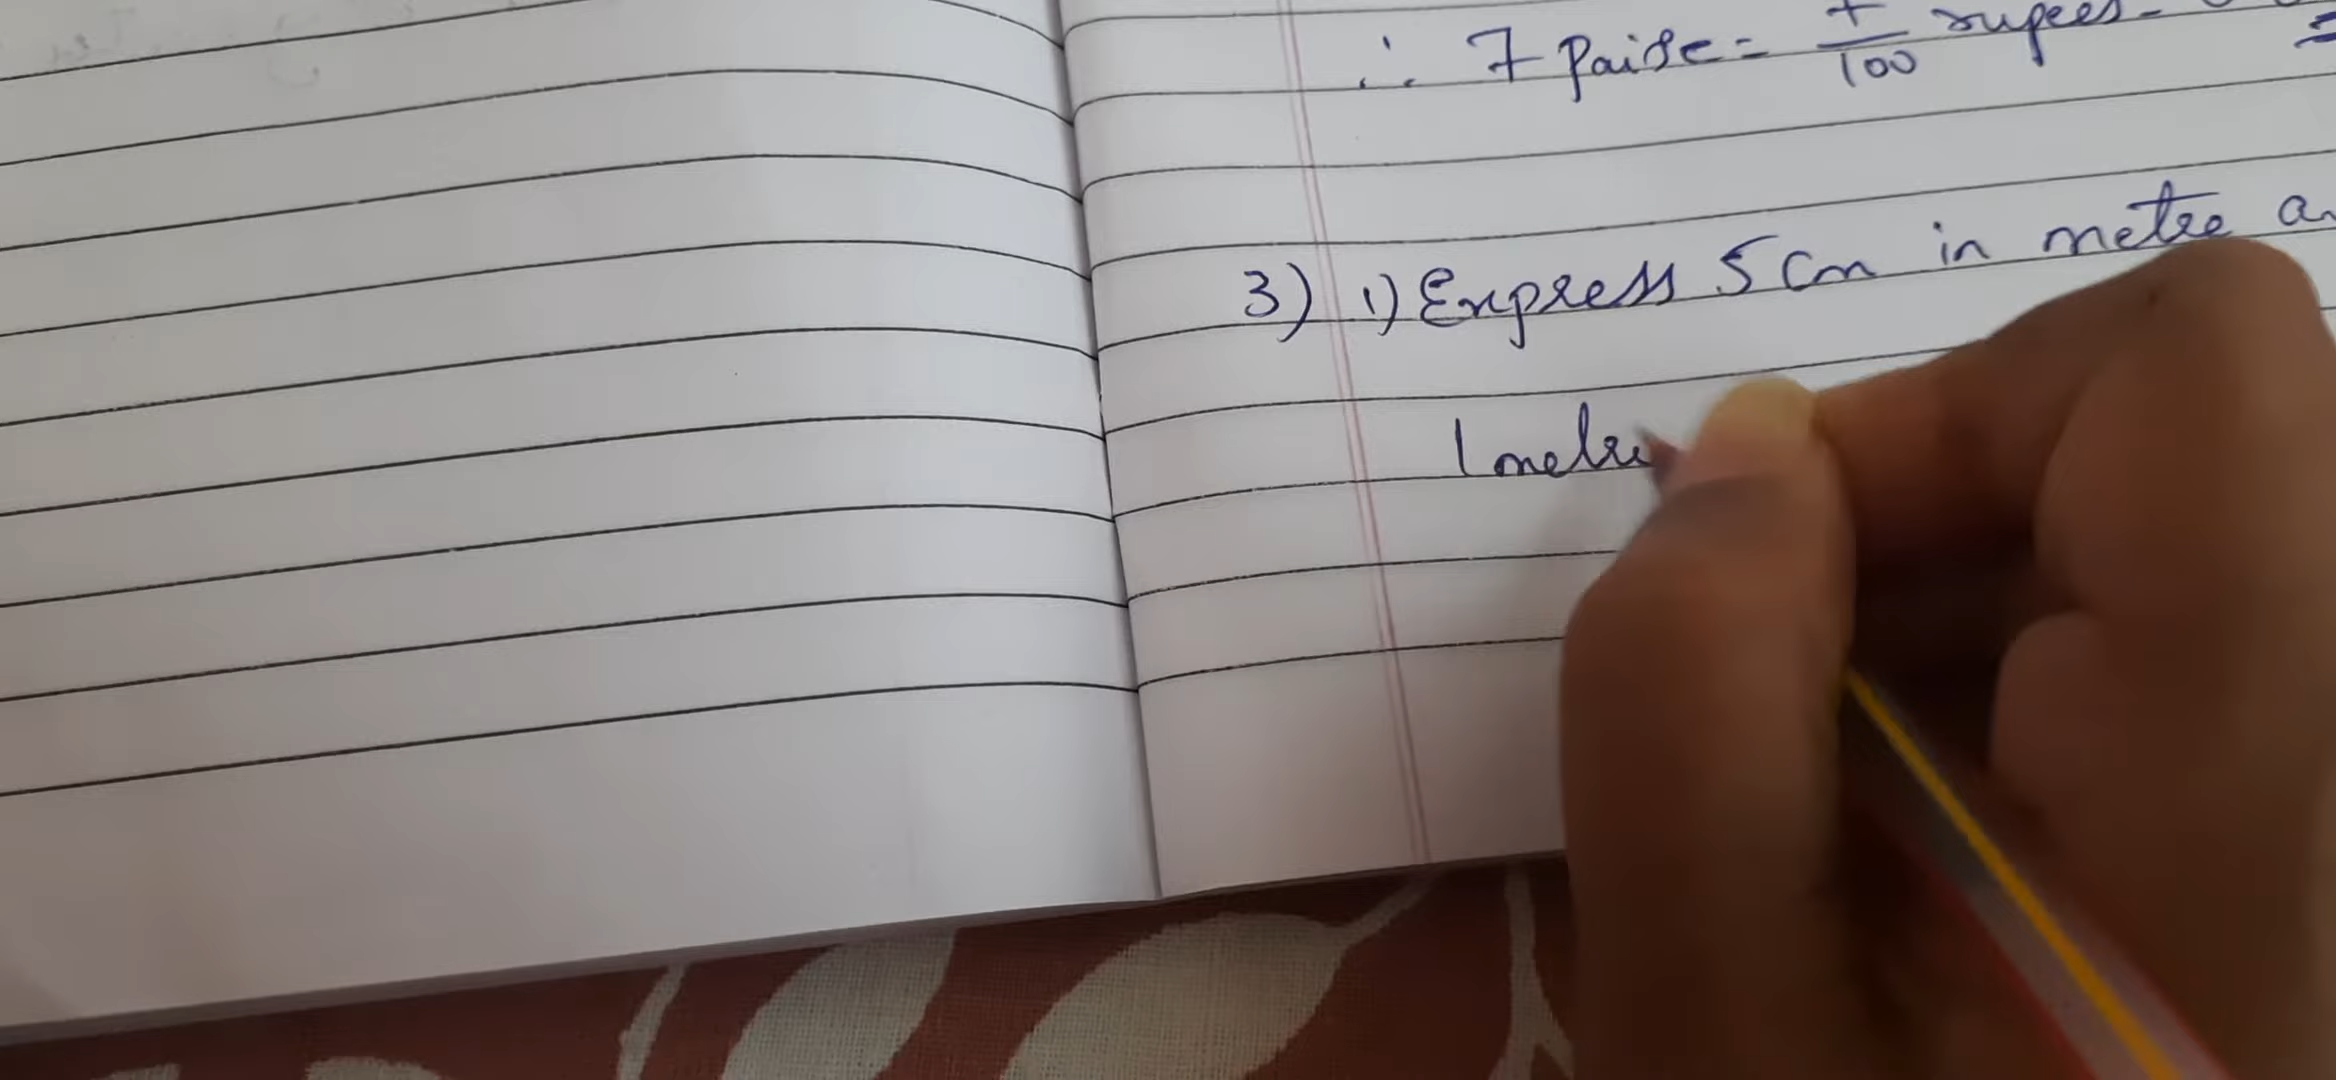 ∴ 7 Paise = 7/100 rupees
3) 1) Express 5 cm in metre
1 metre